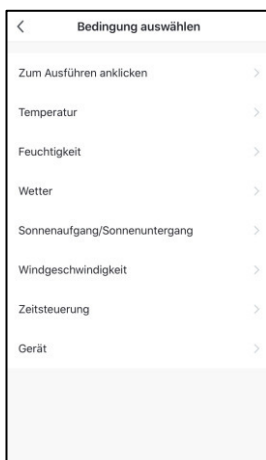 Bedingung auswählen
Zum Ausführen anklicken
Temperatur
Feuchtigkeit
Wetter
Sonnenaufgang/Sonnenuntergang
Windgeschwindigkeit
Zeitsteuerung
Gerät